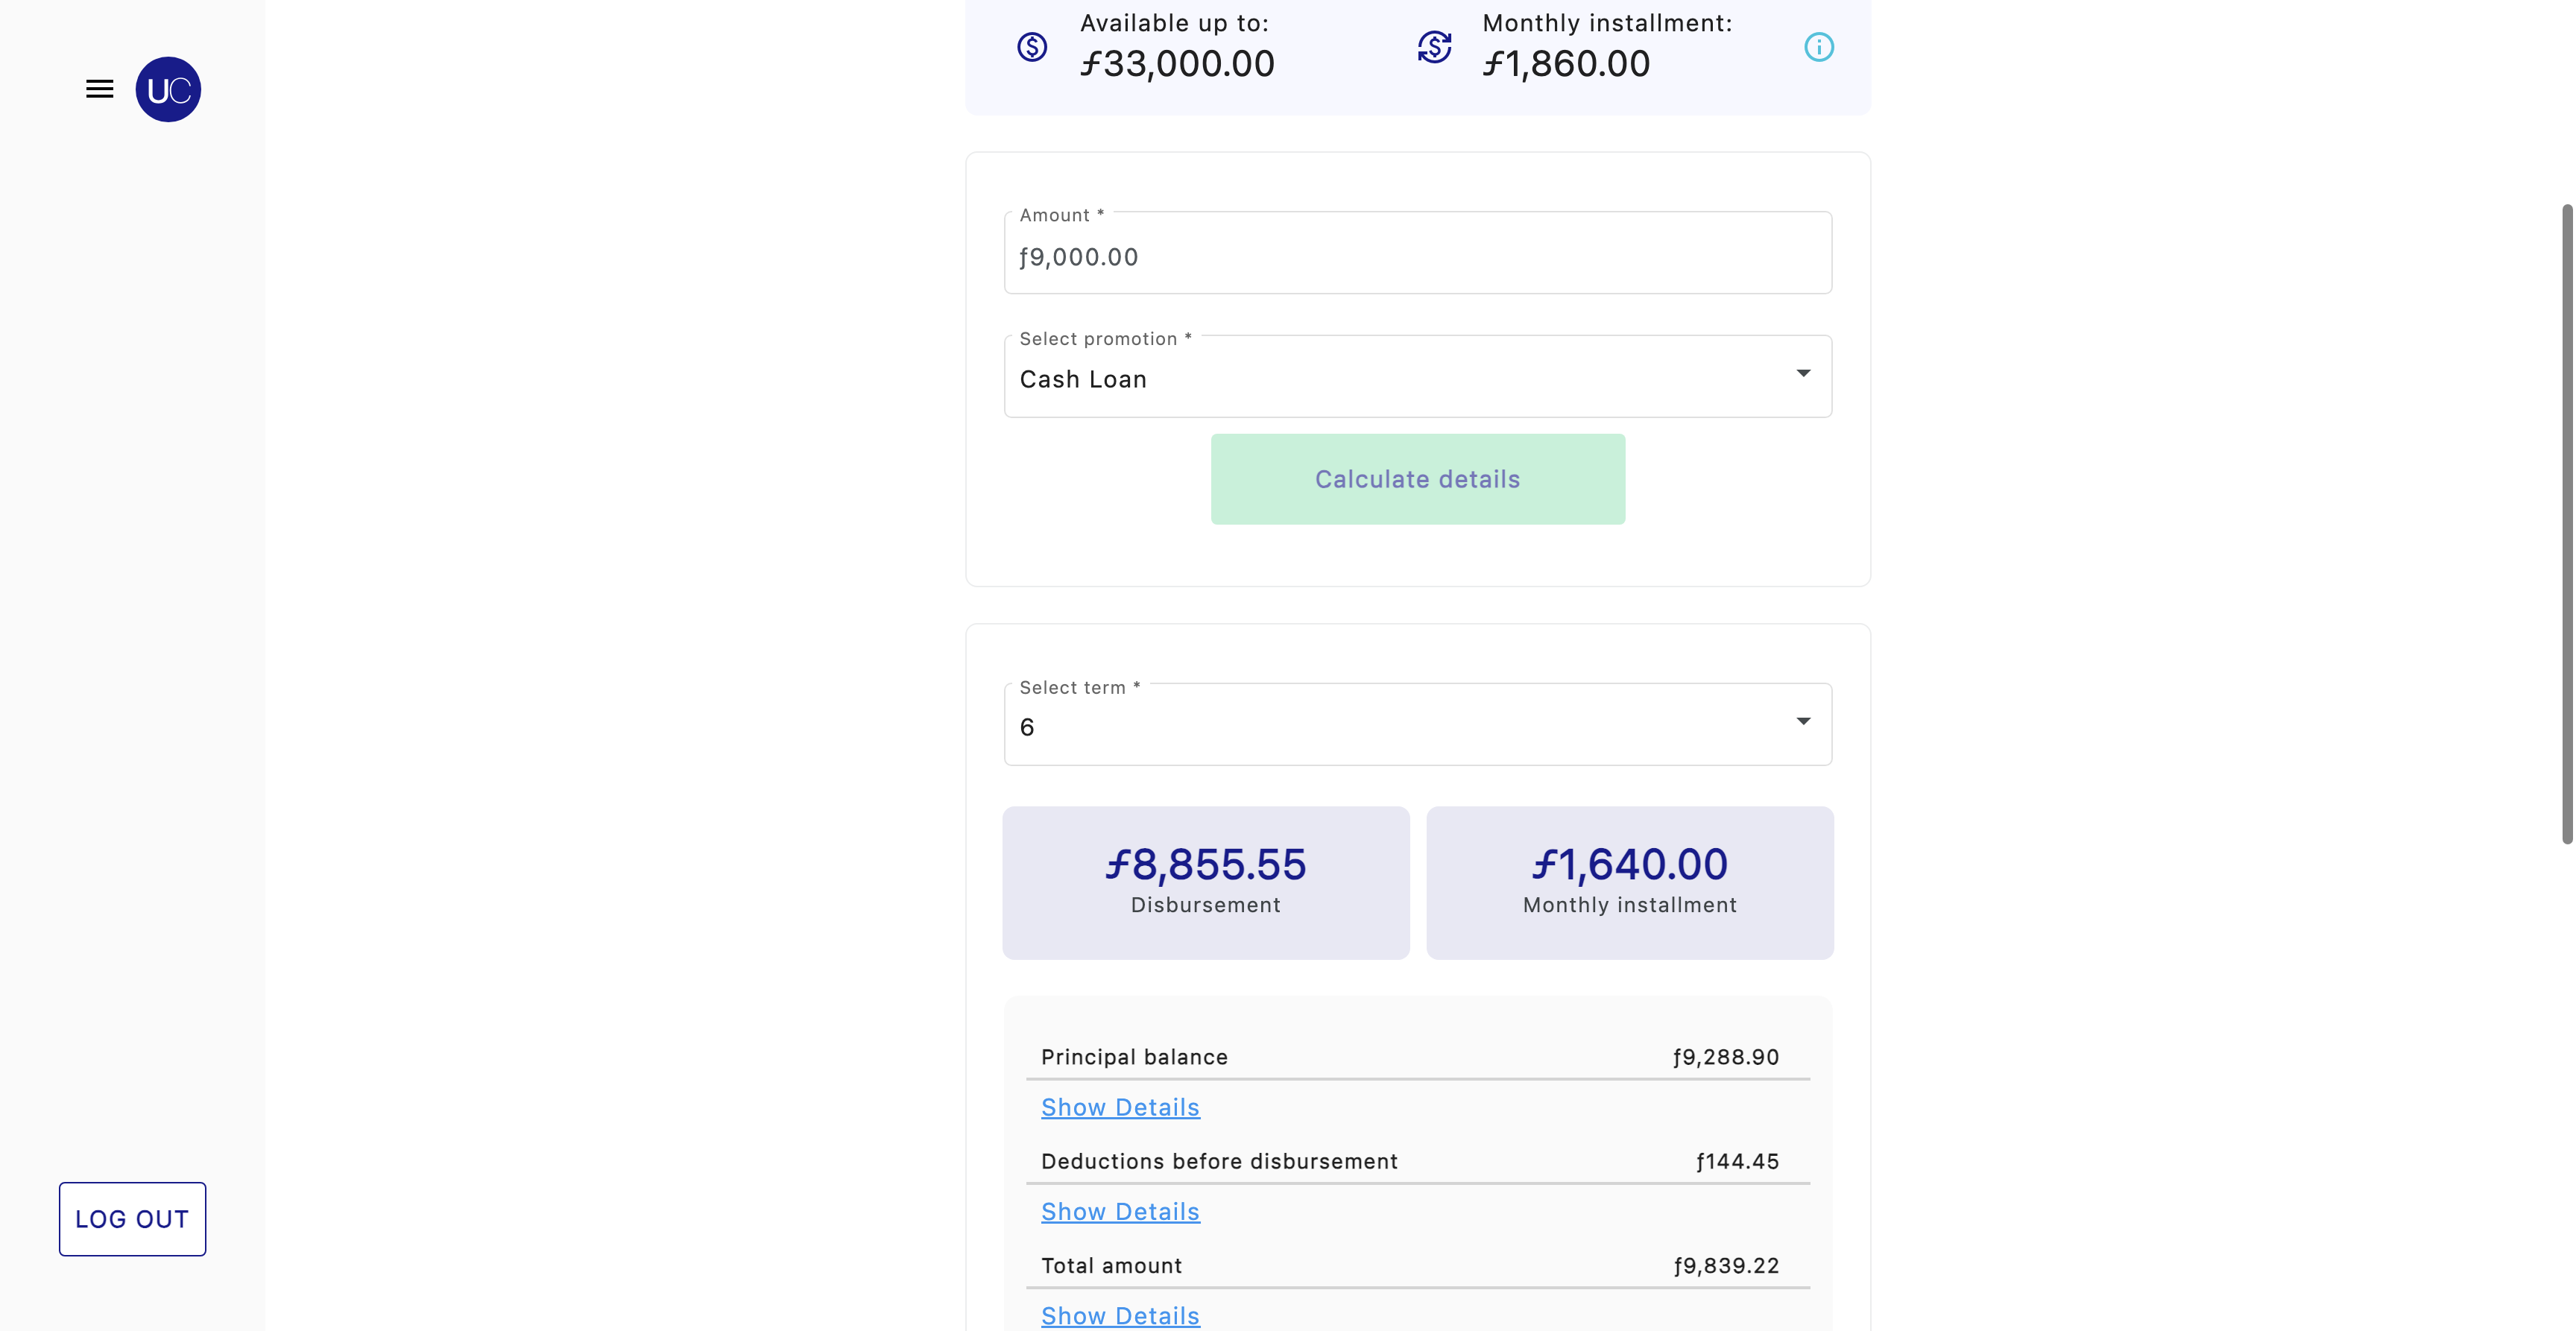 UC
Available up to:
ƒ33,000.00
Monthly installment:
ƒ1,860.00
Amount *
ƒ9,000.00
Select promotion *
Cash Loan
Calculate details
Select term *
6
ƒ8,855.55
Disbursement
ƒ1,640.00
Monthly installment
Principal balance ƒ9,288.90
Show Details
Deductions before disbursement ƒ144.45
Show Details
Total amount ƒ9,839.22
Show Details
LOG OUT